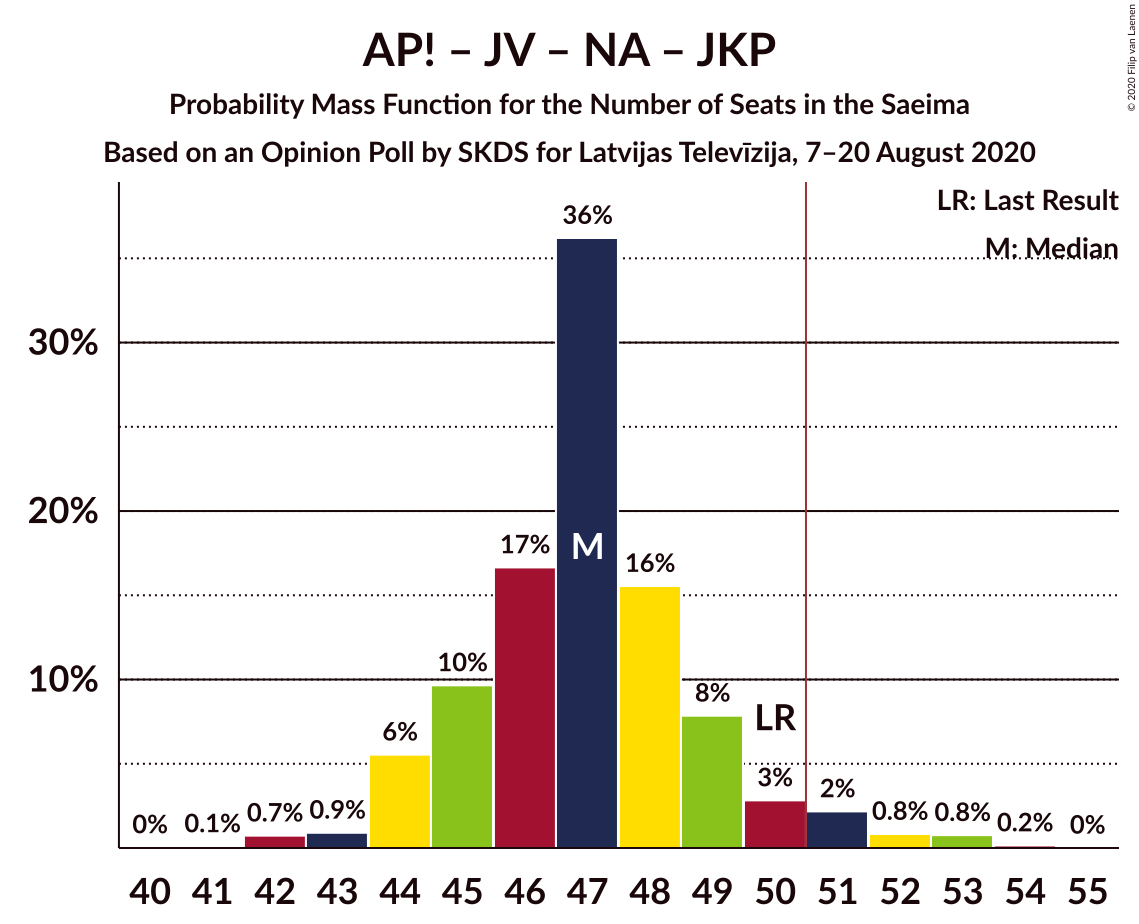 AP! – JV – NA – JKP
Probability Mass Function for the Number of Seats in the Saeima
Based on an Opinion Poll by SKDS for Latvijas Televīzija, 7–20 August 2020
© 2020 Filip van Laenen
LR: Last Result
M: Median
30%
20%
10%
0%
0.1%
0.7%
0.9%
6%
10%
17%
36%
M
16%
8%
LR
3%
2%
0.8%
0.8%
0.2%
0%
40 41 42 43 44 45 46 47 48 49 50 51 52 53 54 55